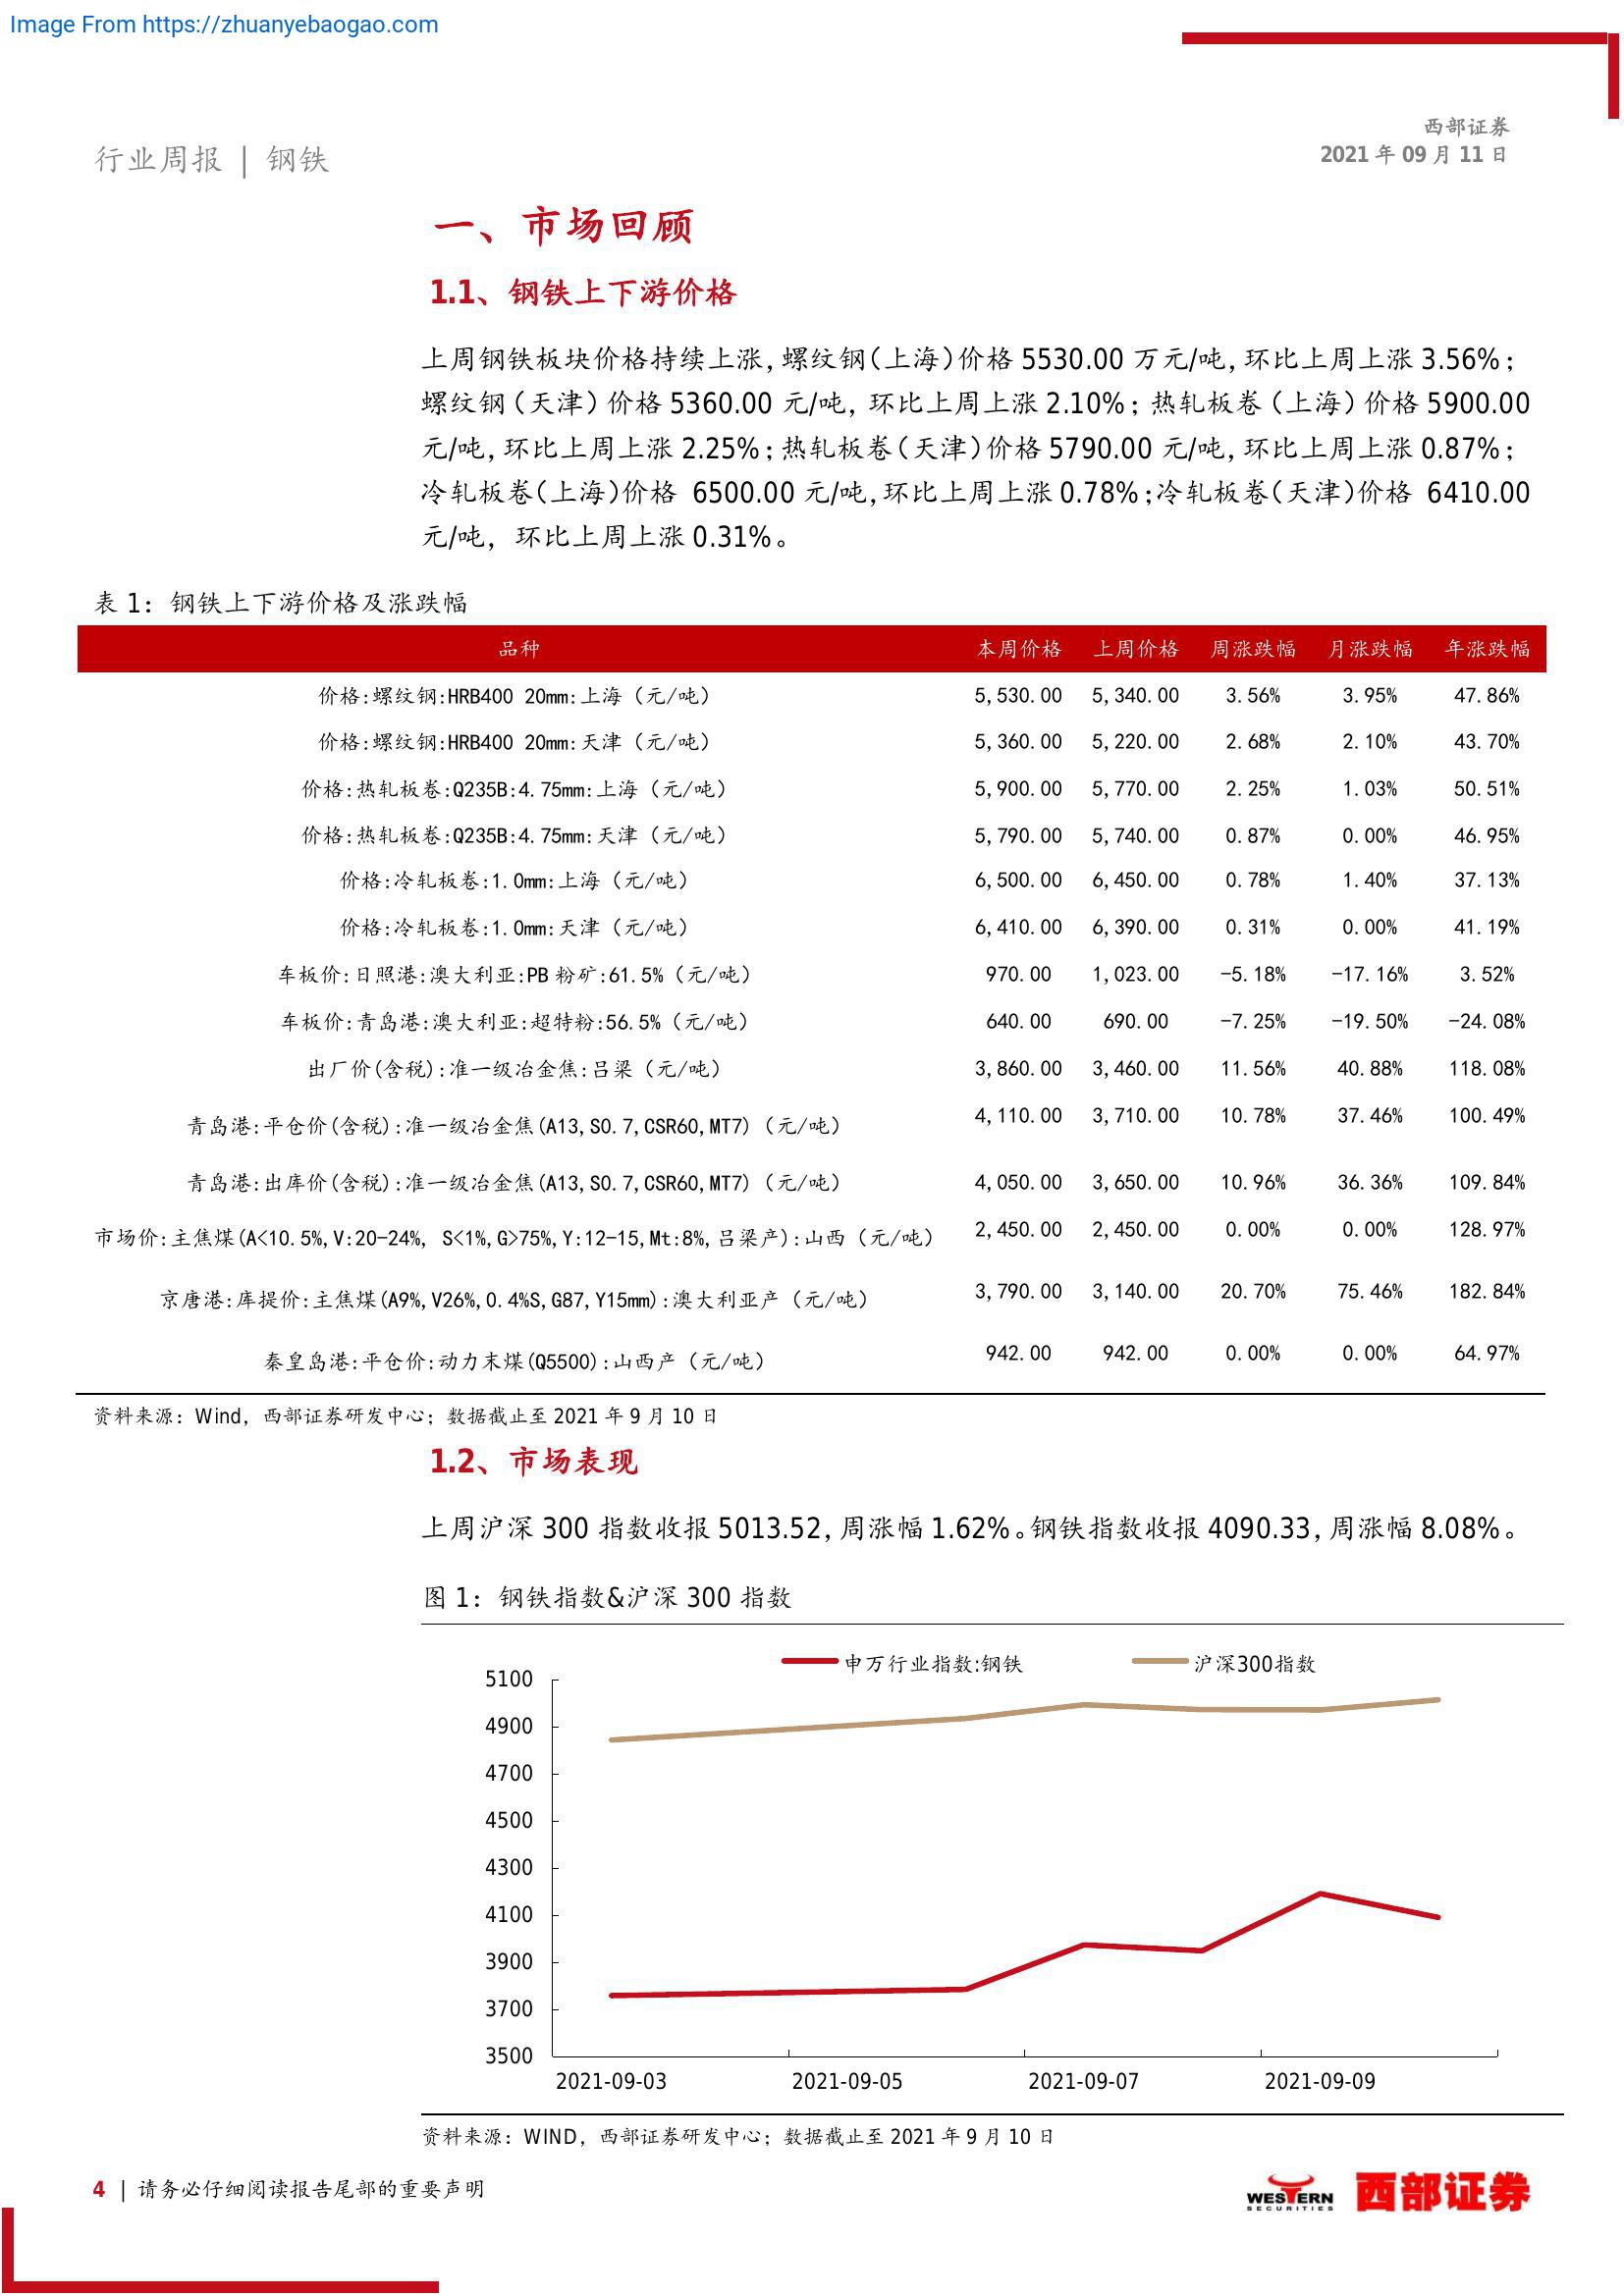 Image From https://zhuanyebaogao.com
西部证券
2021 年 09 月 11 日
行业周报 | 钢铁
一、市场回顾
1.1、钢铁上下游价格
上周钢铁板块价格持续上涨，螺纹钢（上海）价格 5530.00 万元/吨，环比上周上涨 3.56%；
螺纹钢（天津）价格 5360.00 元/吨，环比上周上涨 2.10%；热轧板卷（上海）价格 5900.00
元/吨，环比上周上涨 2.25%；热轧板卷（天津）价格 5790.00 元/吨，环比上周上涨 0.87%；
冷轧板卷（上海）价格 6500.00 元/吨，环比上周上涨 0.78%；冷轧板卷（天津）价格 6410.00
元/吨，环比上周上涨 0.31%。
表 1：钢铁上下游价格及涨跌幅
品种 本周价格 上周价格 周涨跌幅 月涨跌幅 年涨跌幅
价格:螺纹钢:HRB400 20mm:上海（元/吨） 5,530.00 5,340.00 3.56% 3.95% 47.86%
价格:螺纹钢:HRB400 20mm:天津（元/吨） 5,360.00 5,220.00 2.68% 2.10% 43.70%
价格:热轧板卷:Q235B:4.75mm:上海（元/吨） 5,900.00 5,770.00 2.25% 1.03% 50.51%
价格:热轧板卷:Q235B:4.75mm:天津（元/吨） 5,790.00 5,740.00 0.87% 0.00% 46.95%
价格:冷轧板卷:1.0mm:上海（元/吨） 6,500.00 6,450.00 0.78% 1.40% 37.13%
价格:冷轧板卷:1.0mm:天津（元/吨） 6,410.00 6,390.00 0.31% 0.00% 41.19%
车板价:日照港:澳大利亚:PB 粉矿:61.5%（元/吨） 970.00 1,023.00 -5.18% -17.16% 3.52%
车板价:青岛港:澳大利亚:超特粉:56.5%（元/吨） 640.00 690.00 -7.25% -19.50% -24.08%
出厂价(含税):准一级冶金焦:吕梁（元/吨） 3,860.00 3,460.00 11.56% 40.88% 118.08%
青岛港:平仓价(含税):准一级冶金焦(A13,S0.7,CSR60,MT7)（元/吨） 4,110.00 3,710.00 10.78% 37.46% 100.49%
青岛港:出库价(含税):准一级冶金焦(A13,S0.7,CSR60,MT7)（元/吨） 4,050.00 3,650.00 10.96% 36.36% 109.84%
市场价:主焦煤(A<10.5%,V:20-24%, S<1%,G>75%,Y:12-15,Mt:8%,吕梁产):山西（元/吨） 2,450.00 2,450.00 0.00% 0.00% 128.97%
京唐港:库提价:主焦煤(A9%,V26%,0.4%S,G87,Y15mm):澳大利亚产（元/吨） 3,790.00 3,140.00 20.70% 75.46% 182.84%
秦皇岛港:平仓价:动力末煤(Q5500):山西产（元/吨） 942.00 942.00 0.00% 0.00% 64.97%
资料来源：Wind，西部证券研发中心；数据截止至 2021 年 9 月 10 日
1.2、市场表现
上周沪深 300 指数收报 5013.52，周涨幅 1.62%。钢铁指数收报 4090.33，周涨幅 8.08%。
图 1：钢铁指数&沪深 300 指数
申万行业指数:钢铁 沪深300指数
5100
4900
4700
4500
4300
4100
3900
3700
3500
2021-09-03 2021-09-05 2021-09-07 2021-09-09
资料来源：WIND，西部证券研发中心；数据截止至 2021 年 9 月 10 日
4 | 请务必仔细阅读报告尾部的重要声明
WESTERN
SECURITIES
西部证券